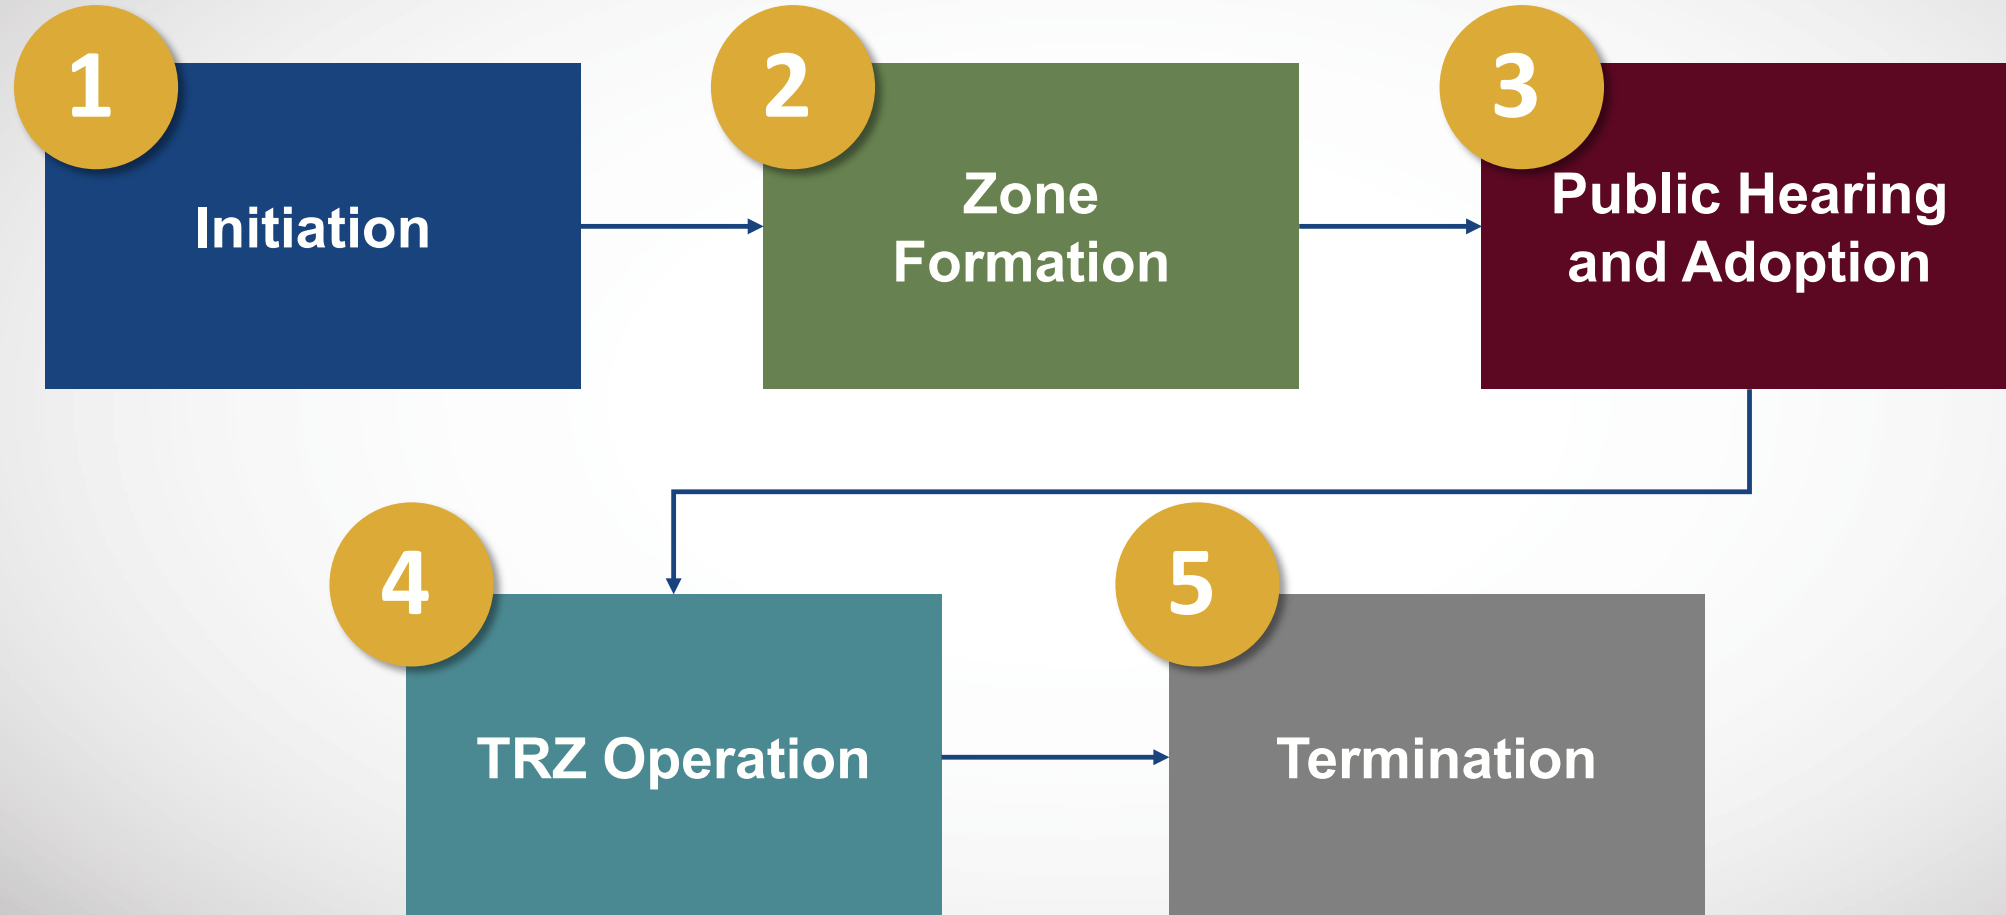 1
Initiation
2
Zone
Formation
3
Public Hearing
and Adoption
4
TRZ Operation
5
Termination